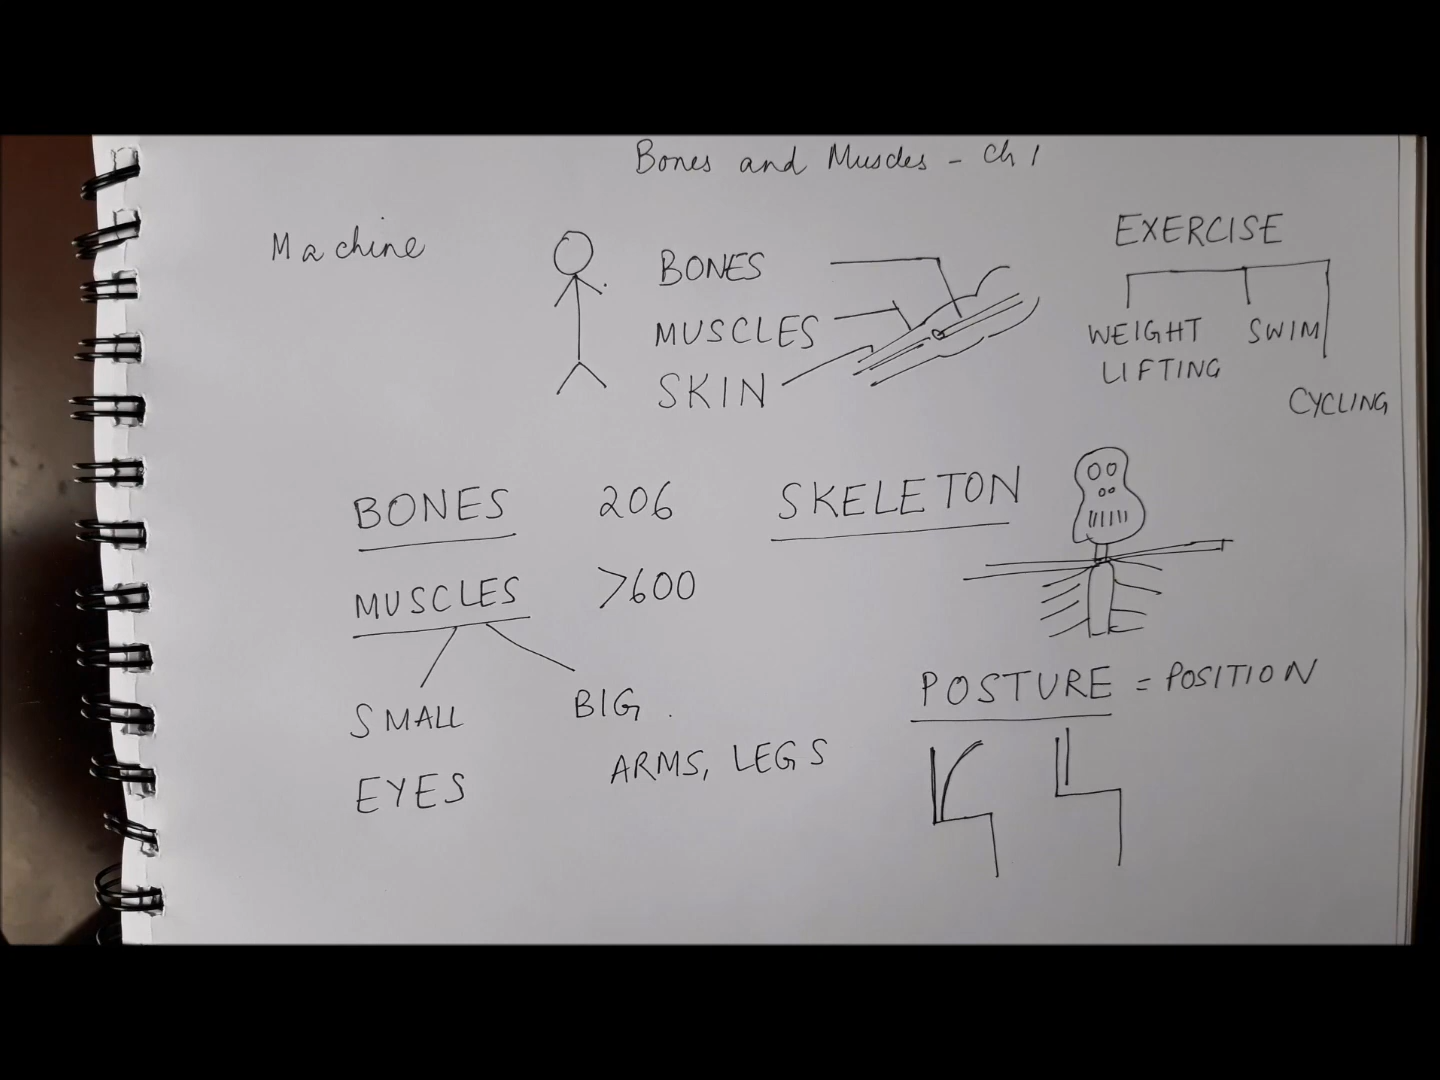 Bones and Muscles - Ch 1
Machine
BONES
MUSCLES
SKIN
EXERCISE
WEIGHT LIFTING
SWIM
CYCLING
BONES 206
MUSCLES >600
SMALL
BIG
EYES
ARMS, LEGS
SKELETON
POSTURE = POSITION